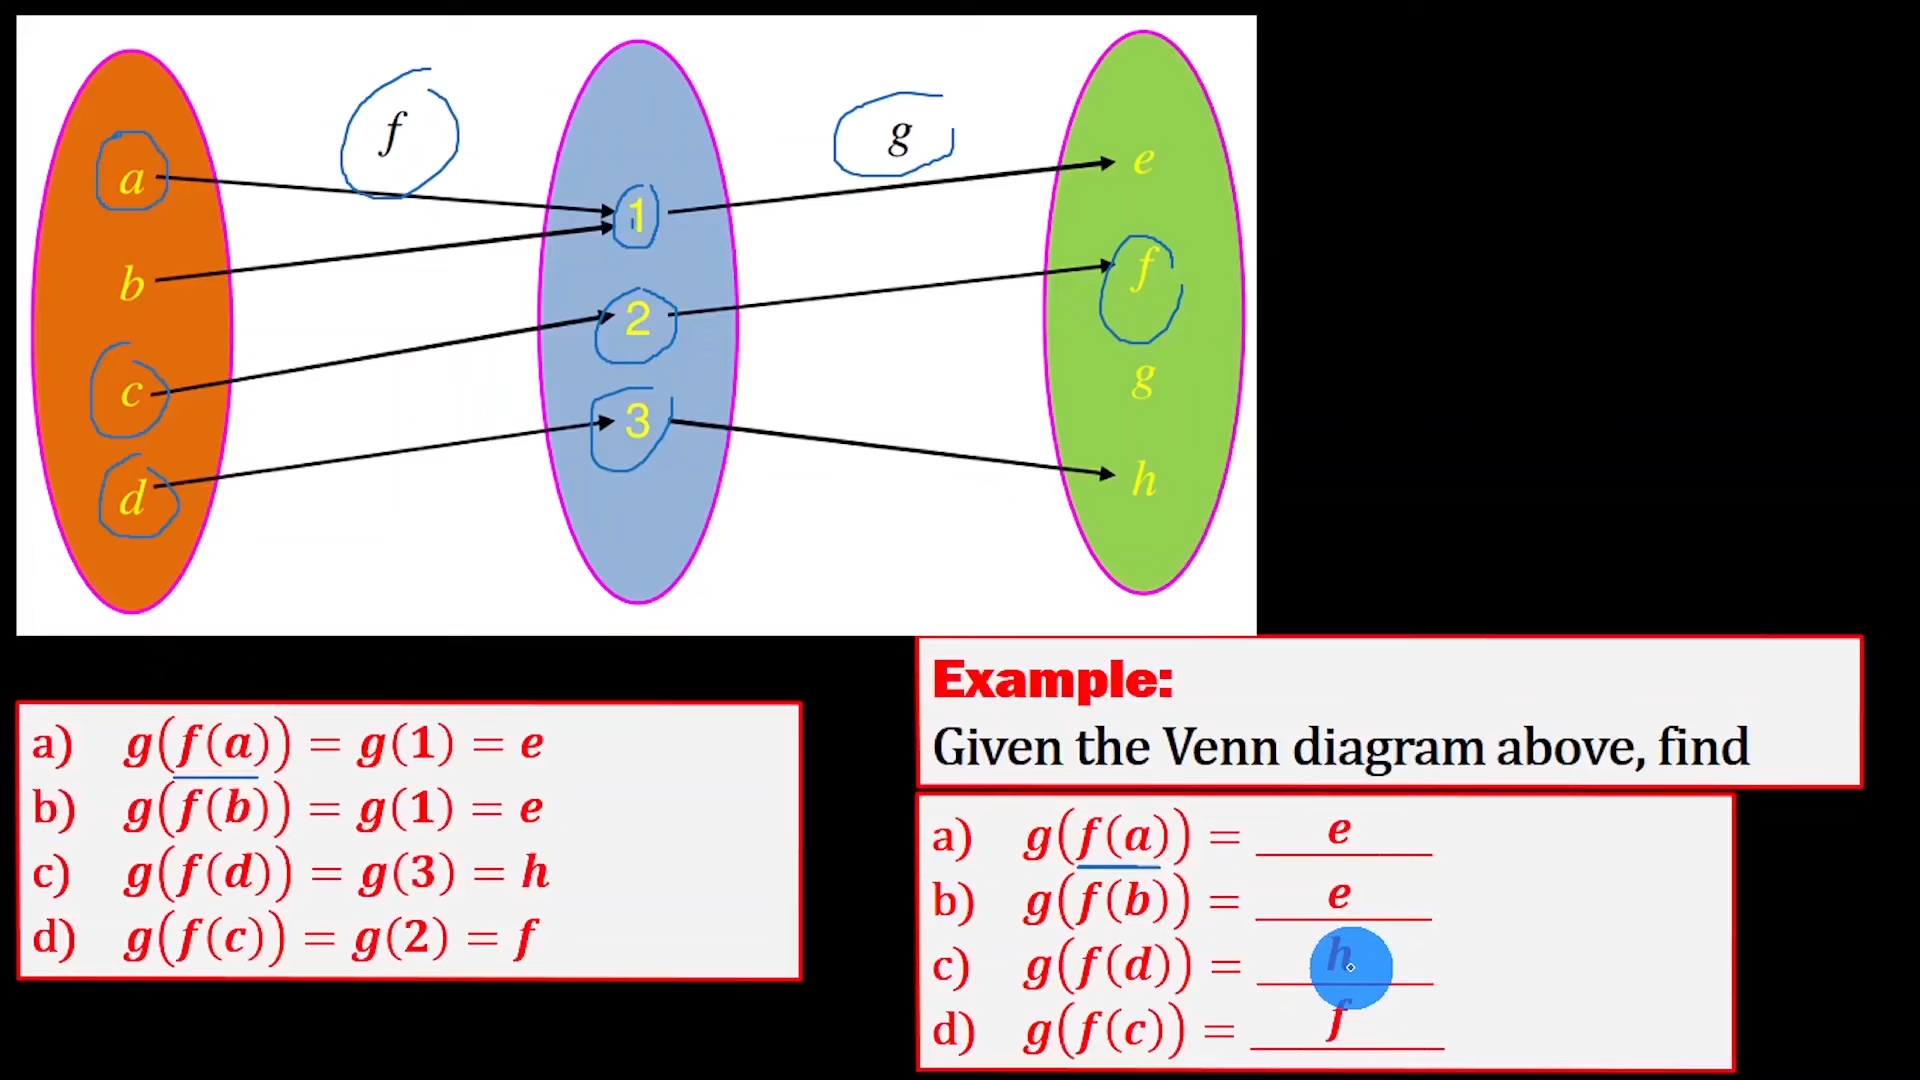 f g
a
b
c
d
1
2
3
e
f
g
h
Example:
Given the Venn diagram above, find
a) g(f(a)) = g(1) = e
b) g(f(b)) = g(1) = e
c) g(f(d)) = g(3) = h
d) g(f(c)) = g(2) = f
a) g(f(a)) = e
b) g(f(b)) = e
c) g(f(d)) = h
d) g(f(c)) = f